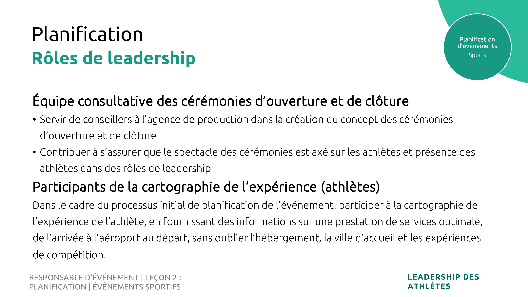 Planification
Rôles de leadership
Planification
d'événements
Sports
Équipe consultative des cérémonies d'ouverture et de clôture
• Servir de conseillers à l'agence de production dans la création du concept des cérémonies
d'ouverture et de clôture
• Contribuer à s'assurer que le spectacle des cérémonies est axé sur les athlètes et présence des
athlètes dans des rôles de leadership
Participants de la cartographie de l'expérience (athlètes)
Dans le cadre du processus initial de planification de l'événement, participer à la cartographie de
l'expérience de l'athlète, en fournissant des informations sur une prestation de services optimale,
de l'arrivée à l'aéroport au départ, sans oublier l'hébergement, la ville d'accueil et les expériences
de compétition.
RESPONSABLE D'ÉVÉNEMENT | LEÇON 2 :
PLANIFICATION | ÉVÉNEMENTS SPORTIFS
LEADERSHIP DES
ATHLÈTES